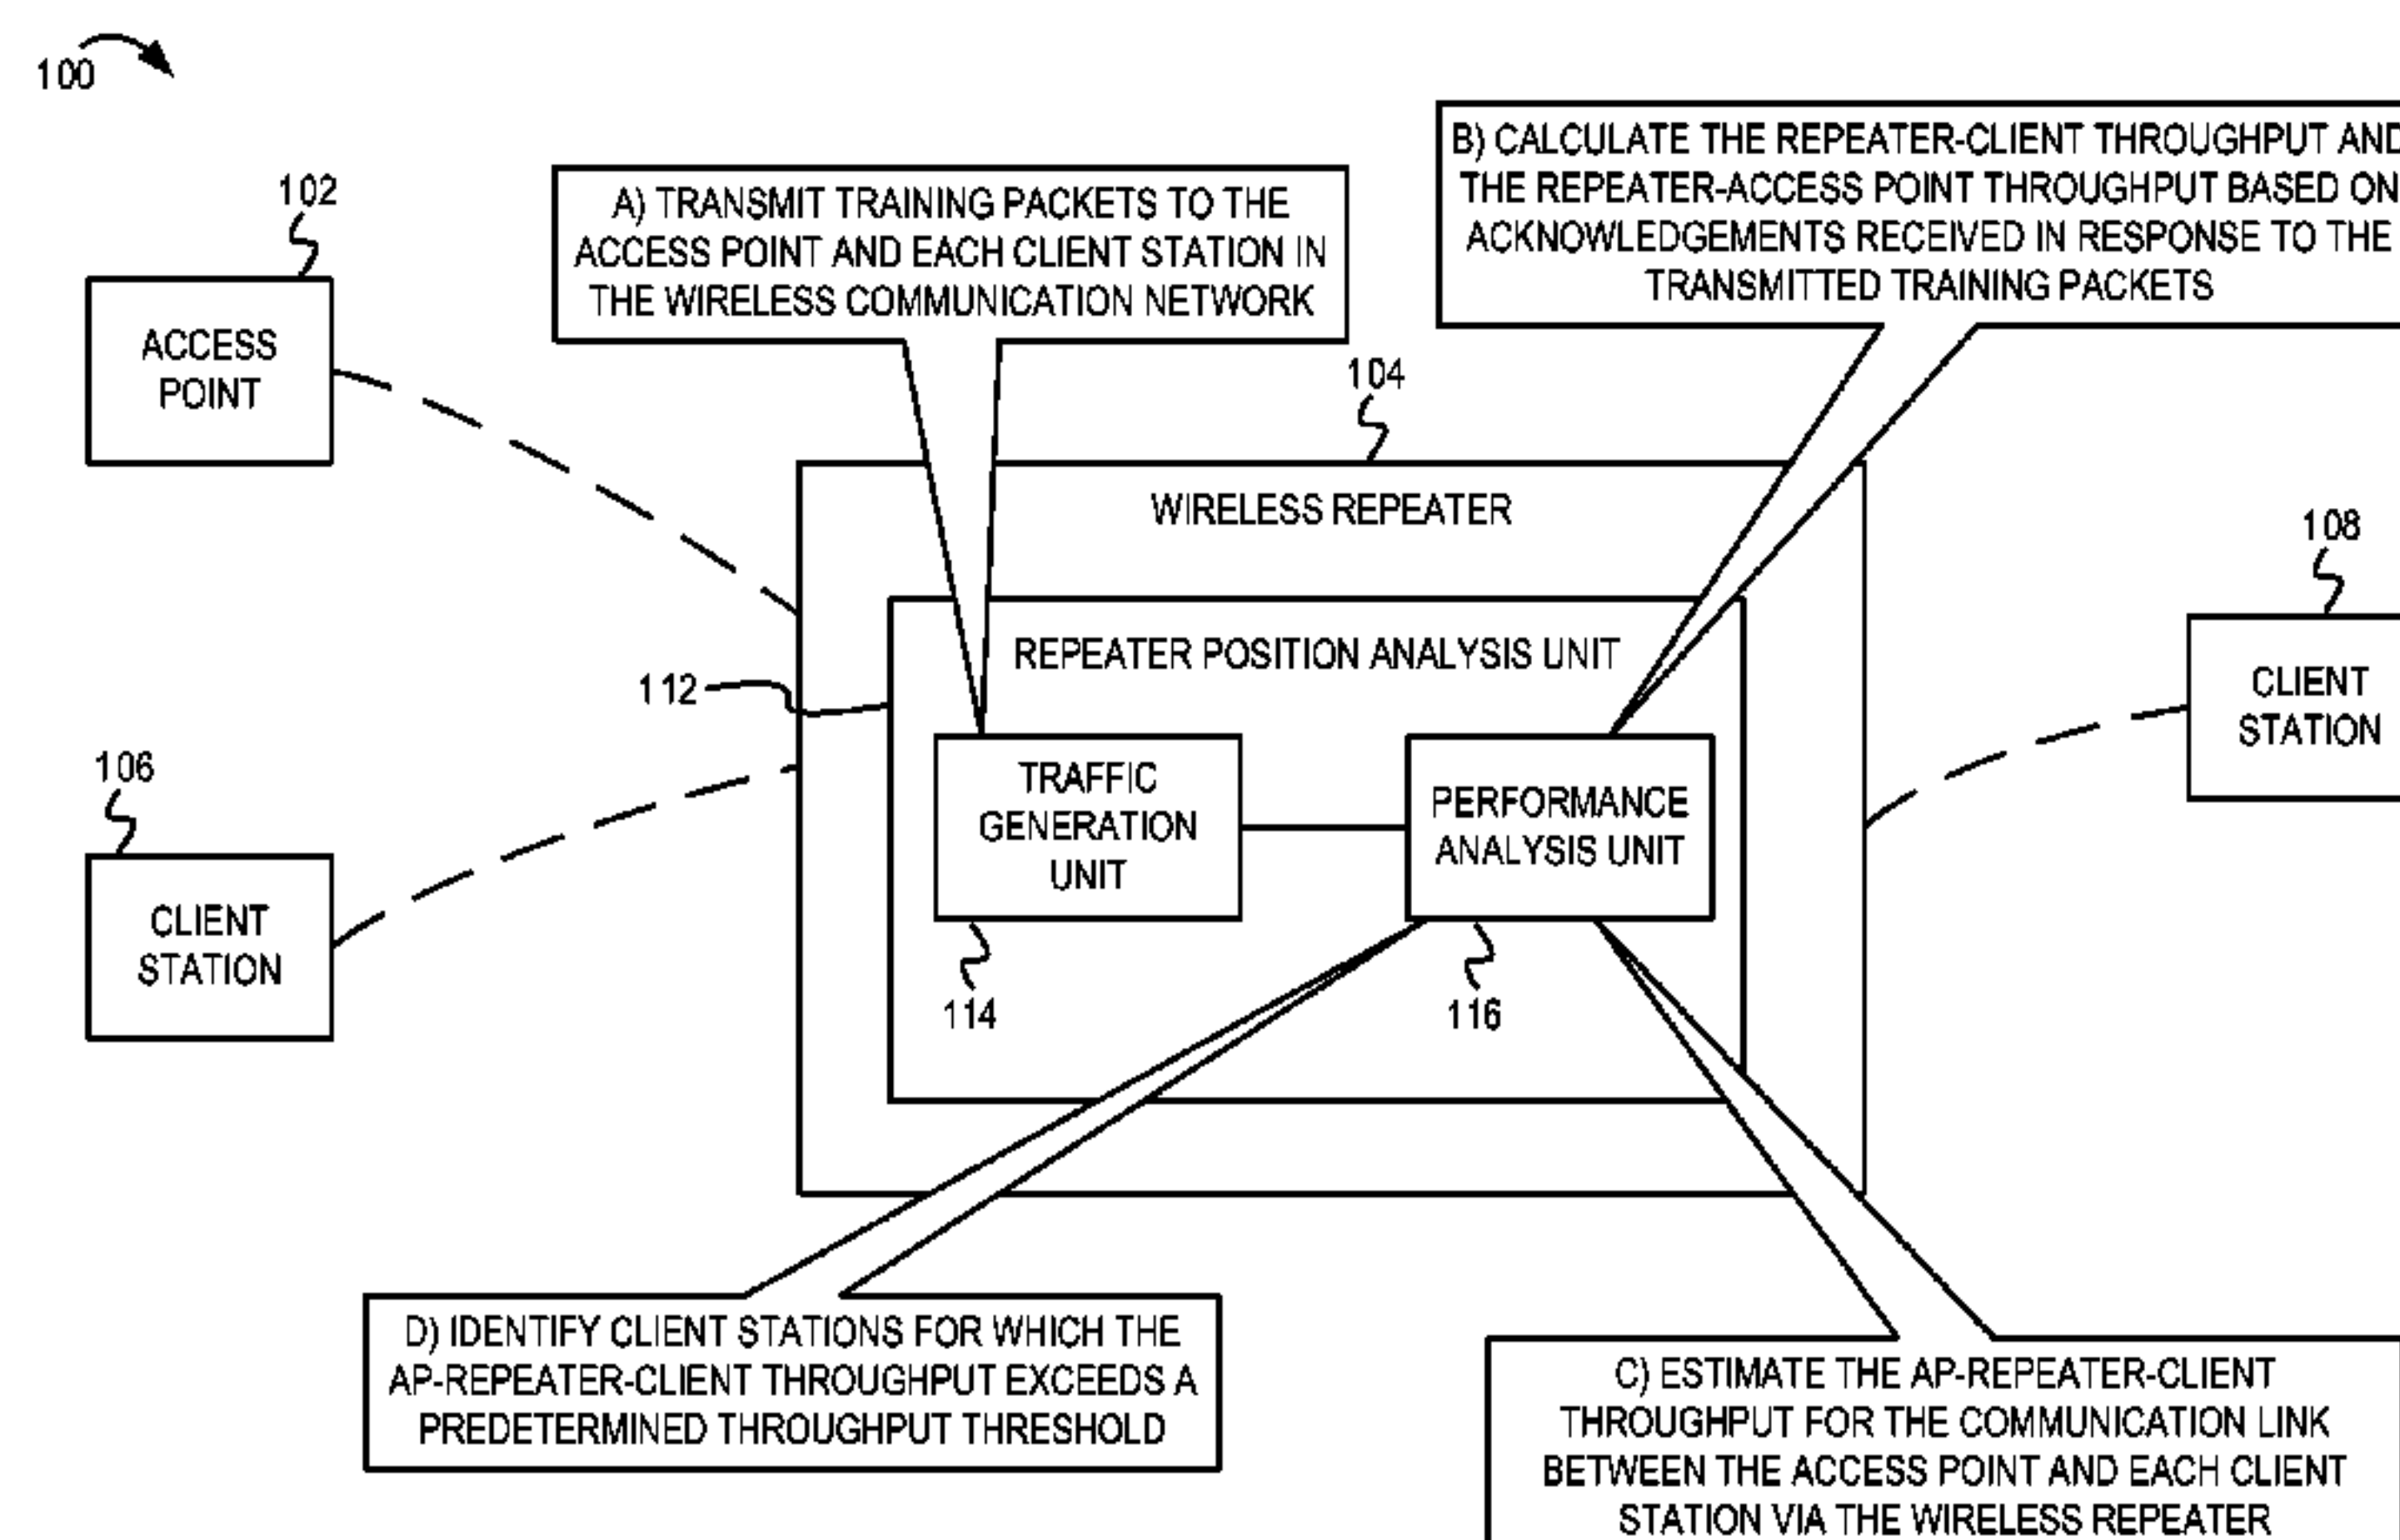 100
102
ACCESS
POINT
A) TRANSMIT TRAINING PACKETS TO THE
ACCESS POINT AND EACH CLIENT STATION IN
THE WIRELESS COMMUNICATION NETWORK
B) CALCULATE THE REPEATER-CLIENT THROUGHPUT AND
THE REPEATER-ACCESS POINT THROUGHPUT BASED ON
ACKNOWLEDGEMENTS RECEIVED IN RESPONSE TO THE
TRANSMITTED TRAINING PACKETS
104
WIRELESS REPEATER
112
REPEATER POSITION ANALYSIS UNIT
TRAFFIC
GENERATION
UNIT
114
PERFORMANCE
ANALYSIS UNIT
116
106
CLIENT
STATION
108
CLIENT
STATION
D) IDENTIFY CLIENT STATIONS FOR WHICH THE
AP-REPEATER-CLIENT THROUGHPUT EXCEEDS A
PREDETERMINED THROUGHPUT THRESHOLD
C) ESTIMATE THE AP-REPEATER-CLIENT
THROUGHPUT FOR THE COMMUNICATION LINK
BETWEEN THE ACCESS POINT AND EACH CLIENT
STATION VIA THE WIRELESS REPEATER